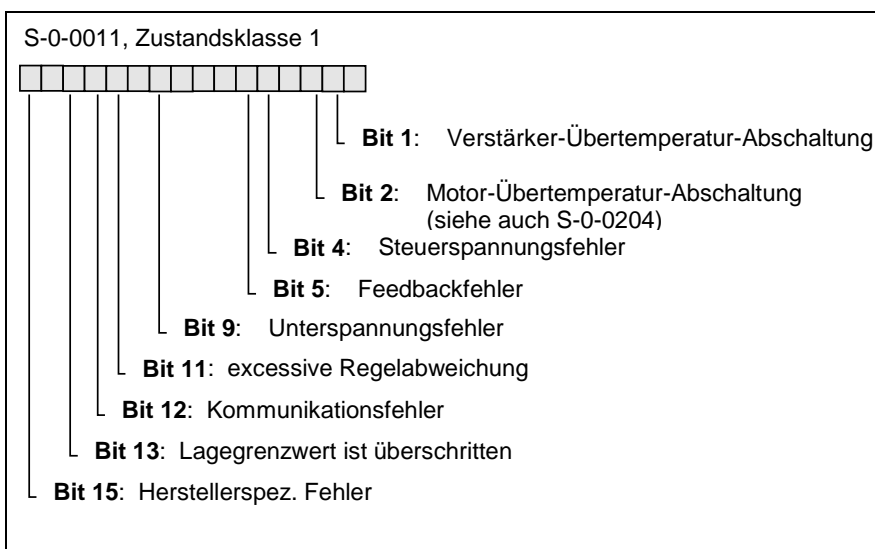 S-0-0011, Zustandsklasse 1
Bit 1: Verstärker-Übertemperatur-Abschaltung
Bit 2: Motor-Übertemperatur-Abschaltung
(siehe auch S-0-0204)
Bit 4: Steuerspannungsfehler
Bit 5: Feedbackfehler
Bit 9: Unterspannungsfehler
Bit 11: excessive Regelabweichung
Bit 12: Kommunikationsfehler
Bit 13: Lagegrenzwert ist überschritten
Bit 15: Herstellerspez. Fehler